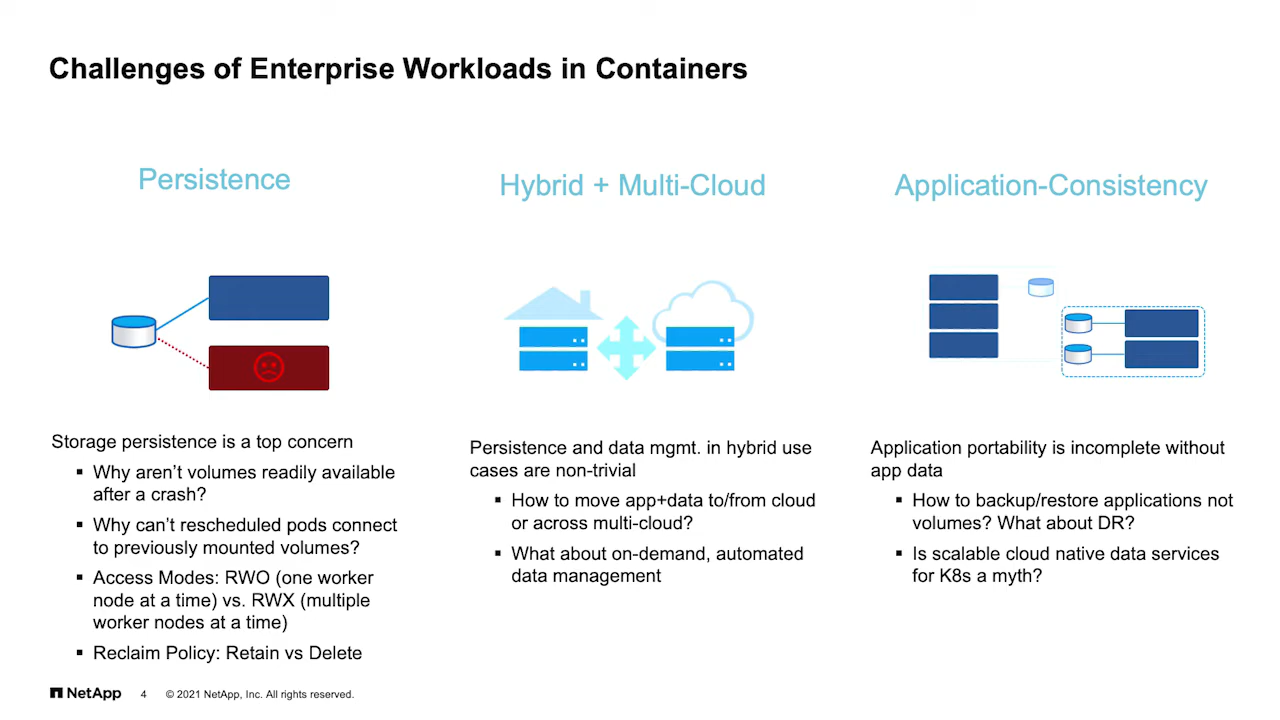 Challenges of Enterprise Workloads in Containers
Persistence
Storage persistence is a top concern
▪ Why aren’t volumes readily available
after a crash?
▪ Why can’t rescheduled pods connect
to previously mounted volumes?
▪ Access Modes: RWO (one worker
node at a time) vs. RWX (multiple
worker nodes at a time)
▪ Reclaim Policy: Retain vs Delete
Hybrid + Multi-Cloud
Persistence and data mgmt. in hybrid use
cases are non-trivial
▪ How to move app+data to/from cloud
or across multi-cloud?
▪ What about on-demand, automated
data management
Application-Consistency
Application portability is incomplete without
app data
▪ How to backup/restore applications not
volumes? What about DR?
▪ Is scalable cloud native data services
for K8s a myth?
NetApp 4 © 2021 NetApp, Inc. All rights reserved.